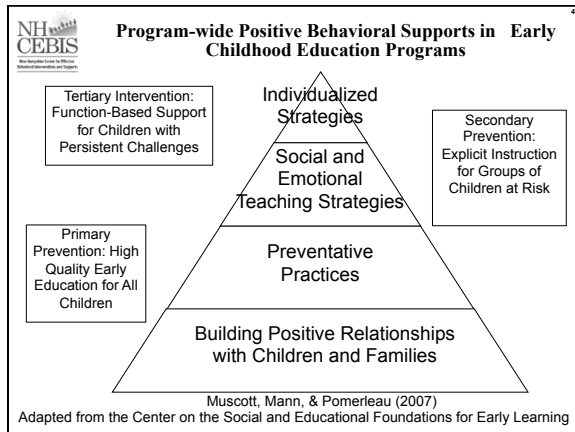 4
NH
CEBIS
New Hampshire Center for Effective
Behavioral Interventions and Supports
Program-wide Positive Behavioral Supports in Early
Childhood Education Programs
Tertiary Intervention:
Function-Based Support
for Children with
Persistent Challenges
Individualized
Strategies
Secondary
Prevention:
Explicit Instruction
for Groups of
Children at Risk
Social and
Emotional
Teaching Strategies
Primary
Prevention: High
Quality Early
Education for All
Children
Preventative
Practices
Building Positive Relationships
with Children and Families
Muscott, Mann, & Pomerleau (2007)
Adapted from the Center on the Social and Educational Foundations for Early Learning